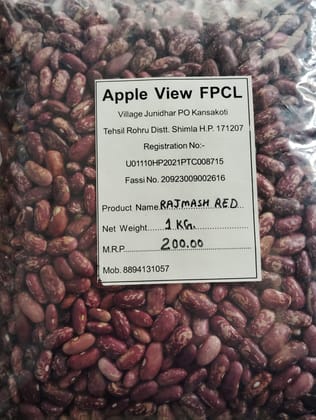 Apple View FPCL
Village Junidhar PO Kansakoti
Tehsil Rohru Distt. Shimla H.P. 171207
Registration No:-
U01110HP2021PTC008715
Fassi No. 20923009002616
Product Name RAJMASH RED
Net Weight 1 KG.
M.R.P. 200.00
Mob. 8894131057